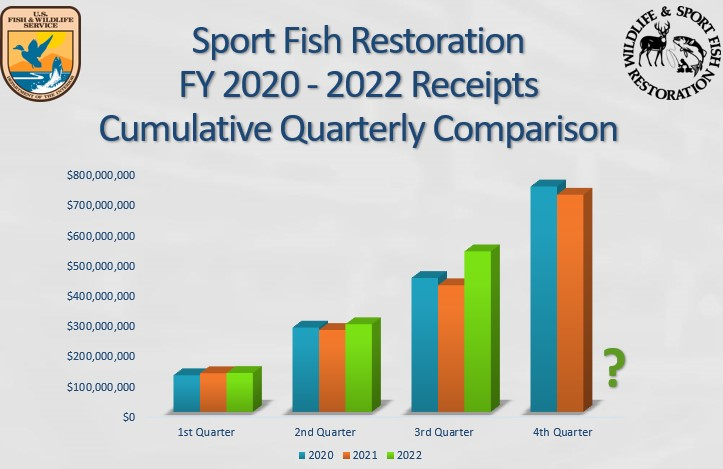 U.S.
FISH & WILDLIFE
SERVICE
DEPARTMENT OF THE INTERIOR
WILDLIFE & SPORT FISH
RESTORATION
Sport Fish Restoration
FY 2020 - 2022 Receipts
Cumulative Quarterly Comparison
$800,000,000
$700,000,000
$600,000,000
$500,000,000
$400,000,000
$300,000,000
$200,000,000
$100,000,000
$0
?
1st Quarter 2nd Quarter 3rd Quarter 4th Quarter
2020 2021 2022